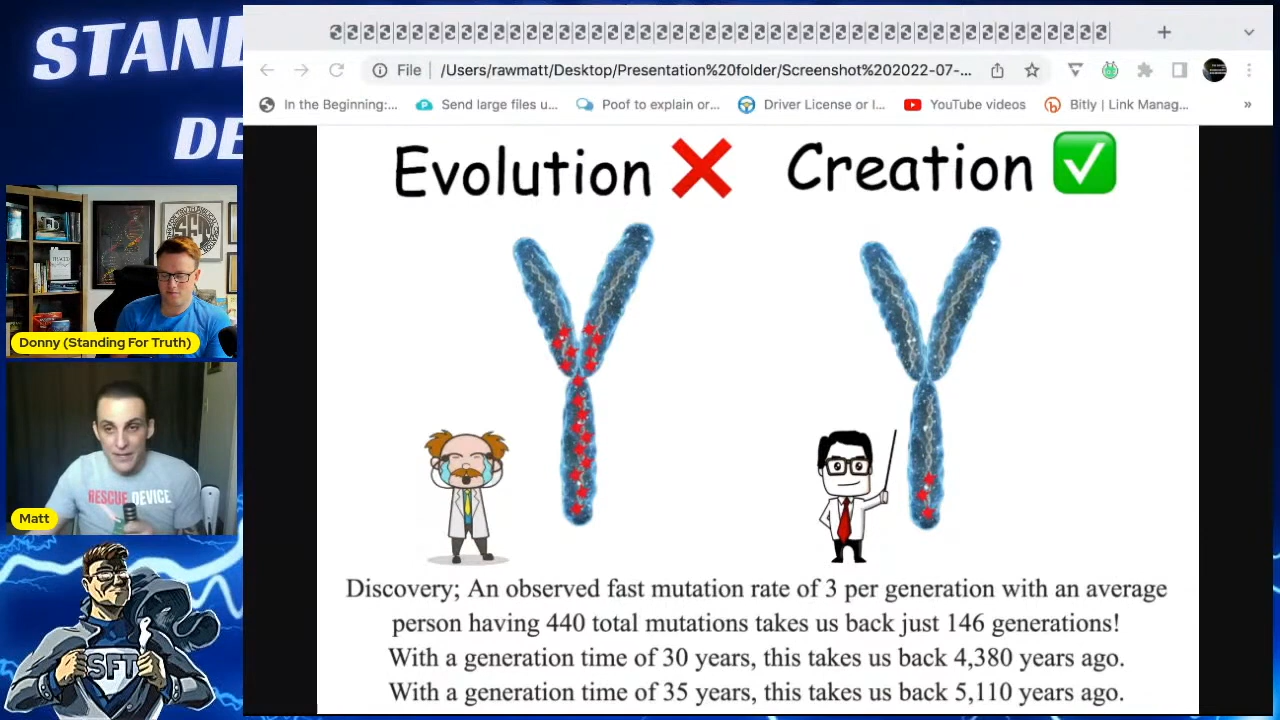 STAND
DE
File
/Users/rawmatt/Desktop/Presentation%20folder/Screenshot%202022-07-...
In the Beginning:...
Send large files u...
Poof to explain or...
Driver License or I...
YouTube videos
Bitly | Link Manag...
»
Evolution ❌ Creation ✅
SFT
Donny (Standing For Truth)
RESCUE DEVICE
Matt
SFT
Discovery; An observed fast mutation rate of 3 per generation with an average
person having 440 total mutations takes us back just 146 generations!
With a generation time of 30 years, this takes us back 4,380 years ago.
With a generation time of 35 years, this takes us back 5,110 years ago.